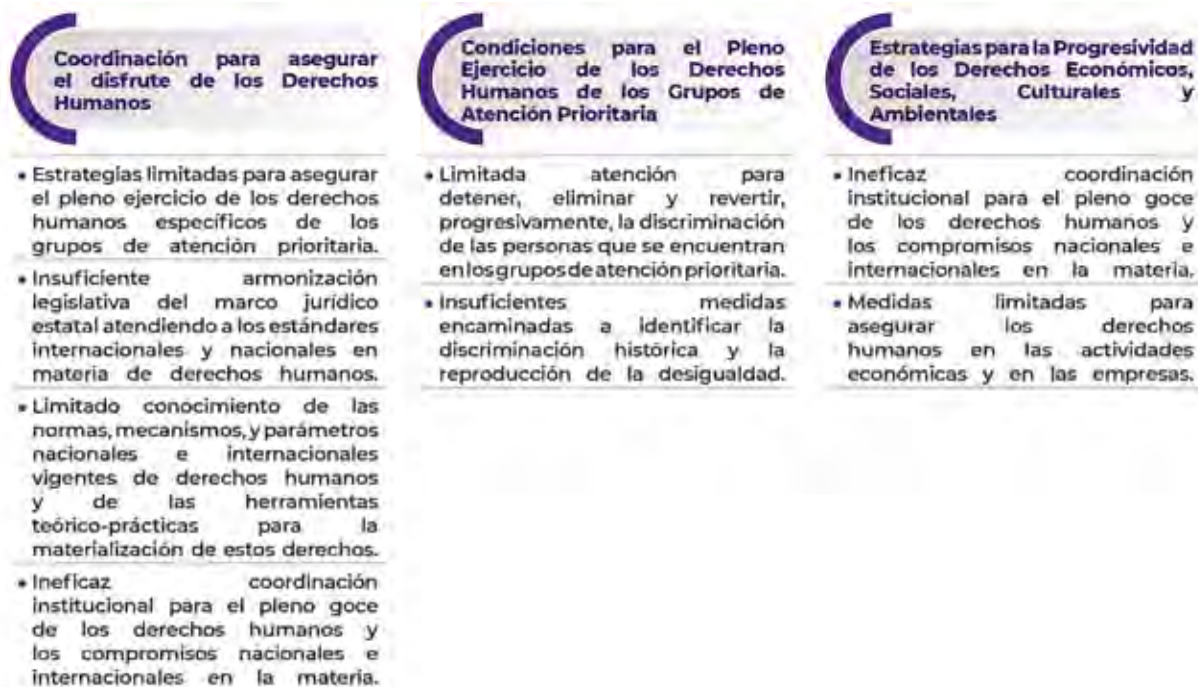 Coordinación para asegurar
el disfrute de los Derechos
Humanos
• Estrategias limitadas para asegurar
el pleno ejercicio de los derechos
humanos específicos de los
grupos de atención prioritaria.
• Insuficiente armonización
legislativa del marco jurídico
estatal atendiendo a los estándares
internacionales y nacionales en
materia de derechos humanos.
• Limitado conocimiento de las
normas, mecanismos, y parámetros
nacionales e internacionales
vigentes de derechos humanos
y de las herramientas
teórico-prácticas para la
materialización de estos derechos.
• Ineficaz coordinación
institucional para el pleno goce
de los derechos humanos y
los compromisos nacionales e
internacionales en la materia.
Condiciones para el Pleno
Ejercicio de los Derechos
Humanos de los Grupos de
Atención Prioritaria
• Limitada atención para
detener, eliminar y revertir,
progresivamente, la discriminación
de las personas que se encuentran
en los grupos de atención prioritaria.
• Insuficientes medidas
encaminadas a identificar la
discriminación histórica y la
reproducción de la desigualdad.
Estrategias para la Progresividad
de los Derechos Económicos,
Sociales, Culturales y
Ambientales
• Ineficaz coordinación
institucional para el pleno goce
de los derechos humanos y
los compromisos nacionales e
internacionales en la materia.
• Medidas limitadas para
asegurar los derechos
humanos en las actividades
económicas y en las empresas.